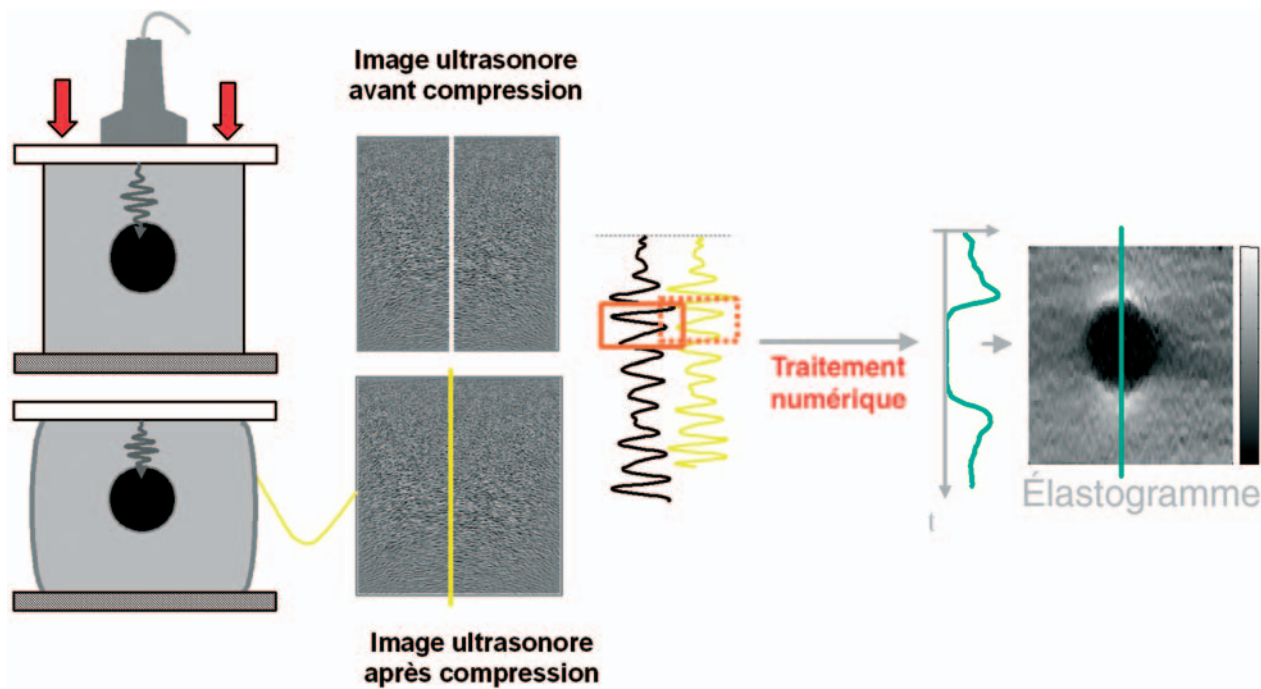 Image ultrasonore
avant compression
Traitement
numérique
t
Élastogramme
Image ultrasonore
après compression